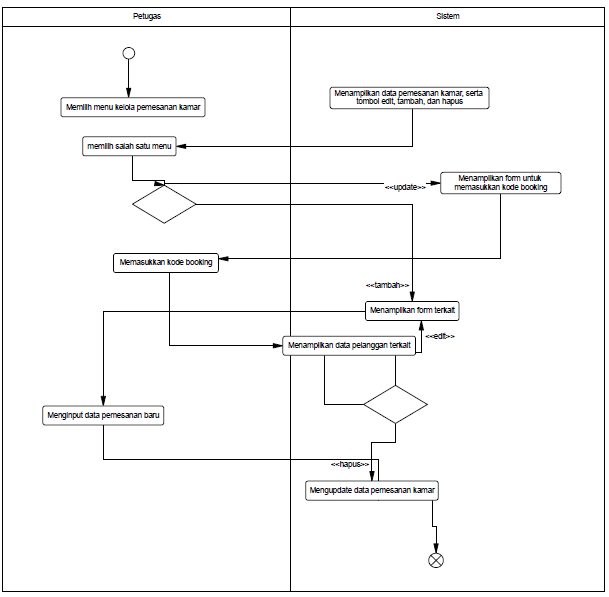 Petugas
Sistem
Memilih menu kelola pemesanan kamar
Menampilkan data pemesanan kamar, serta
tombol edit, tambah, dan hapus
memilih salah satu menu
<<update>>
Menampilkan form untuk
memasukkan kode booking
Memasukkan kode booking
<<tambah>>
Menampilkan form terkait
<<edit>>
Menampilkan data pelanggan terkait
Menginput data pemesanan baru
<<hapus>>
Mengupdate data pemesanan kamar